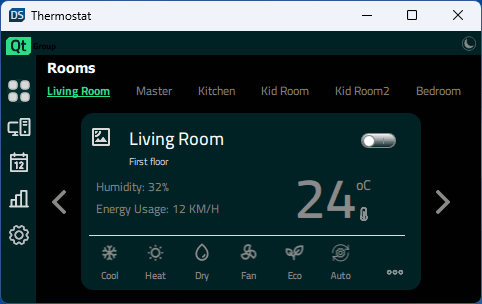 DS Thermostat
Qt Group
Rooms
Living Room Master Kitchen Kid Room Kid Room2 Bedroom
12
Living Room
First floor
Humidity: 32%
Energy Usage: 12 KM/H
24 oC
Cool Heat Dry Fan Eco Auto